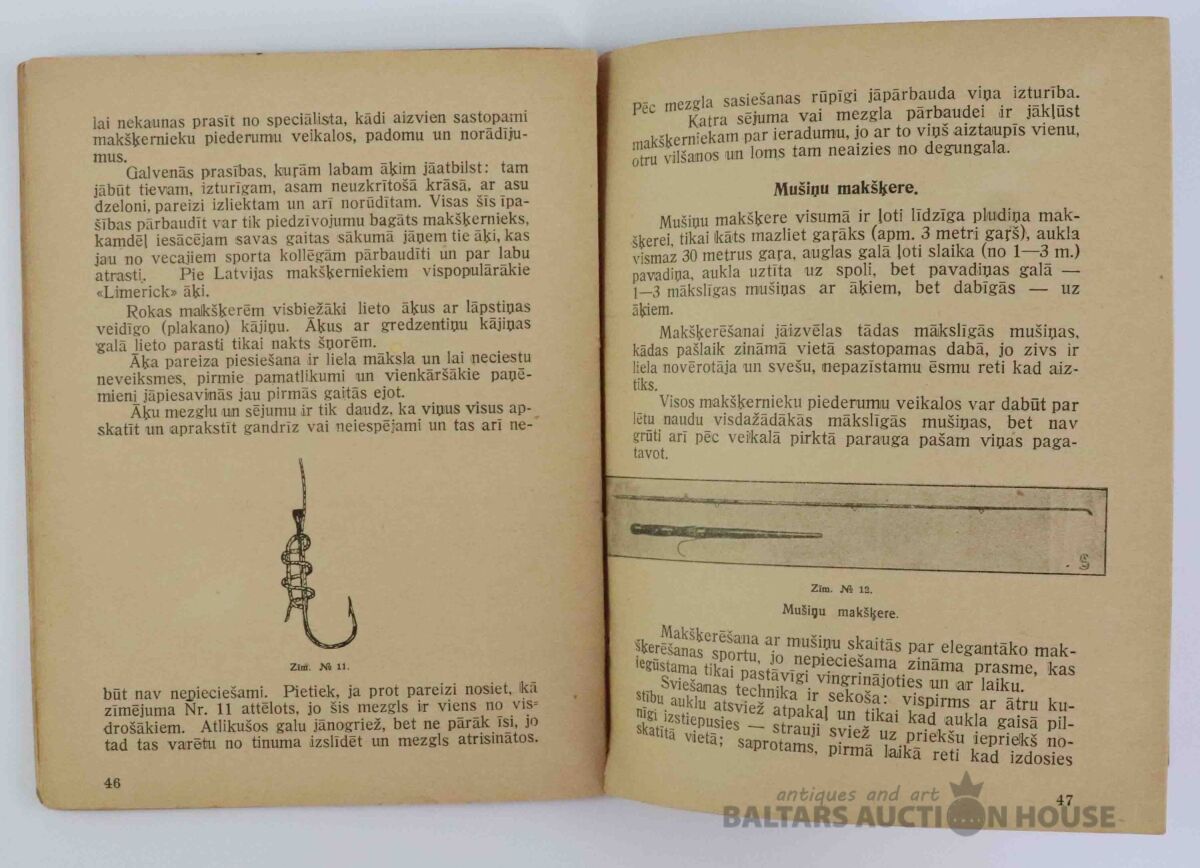 lai nekaunas prasīt no speciālista, kādi aizvien sastopami
makšķernieku piederumu veikalos, padomu un norādīju-
mus.
Galvenās prasības, kuŗām labam āķim jāatbilst: tam
jābūt tievam, izturīgam, asam neuzkrītošā krāsā, ar asu
dzeloni, pareizi izliektam un arī norūdītam. Visas šīs īpa-
šības pārbaudīt var tik piedzīvojumu bagāts makšķernieks,
kamdēļ iesācējam savas gaitas sākumā jāņem tie āķi, kas
jau no vecajiem sporta kollēgām pārbaudīti un par labu
atrasti. Pie Latvijas makšķerniekiem vispopulārākie
«Limerick» āķi.
Rokas makšķerēm visbiežāki lieto āķus ar lāpstiņas
veidīgo (plakano) kājiņu. Āķus ar gredzentiņu kājiņas
galā lieto parasti tikai nakts šņorēm.
Āķa pareiza piesiešana ir liela māksla un lai neciestu
neveiksmes, pirmie pamatlikumi un vienkāršākie paņē-
mieni jāpiesavinās jau pirmās gaitās ejot.
Āķu mezglu un sējumu ir tik daudz, ka viņus visus ap-
skatīt un aprakstīt gandrīz vai neiespējami un tas arī ne-
Zīm. № 11.
būt nav nepieciešami. Pietiek, ja prot pareizi nosiet, kā
zīmējuma Nr. 11 attēlots, jo šis mezgls ir viens no vis-
drošākiem. Atlikušos galu jānogriež, bet ne pārāk īsi, jo
tad tas varētu no tinuma izslīdēt un mezgls atrisinātos.
46
Pēc mezgla sasiešanas rūpīgi jāpārbauda viņa izturība.
Katra sējuma vai mezgla pārbaudei ir jākļūst
makšķerniekam par ieradumu, jo ar to viņš aiztaupīs vienu,
otru vilšanos un loms tam neaizies no degungala.
Mušiņu makšķere.
Mušiņu makšķere visumā ir ļoti līdzīga pludiņa mak-
šķerei, tikai kāts mazliet gaŗāks (apm. 3 metri gaŗš), aukla
vismaz 30 metrus gaŗa, auglas galā ļoti slaika (no 1—3 m.)
pavadiņa, aukla uztīta uz spoli, bet pavadiņas galā —
1—3 mākslīgas mušiņas ar āķiem, bet dabīgās — uz
āķiem.
Makšķerēšanai jāizvēlas tādas mākslīgās mušiņas,
kādas pašlaik zināmā vietā sastopamas dabā, jo zivs ir
liela novērotāja un svešu, nepazīstamu ēsmu reti kad aiz-
tiks.
Visos makšķernieku piederumu veikalos var dabūt par
lētu naudu visdažādākās mākslīgās mušiņas, bet nav
grūti arī pēc veikalā pirktā parauga pašam viņas paga-
tavot.
Zīm. № 12.
Mušiņu makšķere.
Makšķerēšana ar mušiņu skaitās par elegantāko mak-
šķerēšanas sportu, jo nepieciešama zināma prasme, kas
iegūstama tikai pastāvīgi vingrinājoties un ar laiku.
Sviešanas technika ir sekoša: vispirms ar ātru ku-
stību auklu atsviež atpakaļ un tikai kad aukla gaisā pil-
nīgi izstiepusies — strauji sviež uz priekšu iepriekš no-
skatītā vietā; saprotams, pirmā laikā reti kad izdosies
47
antiques and art
BALTARS AUCTION HOUSE